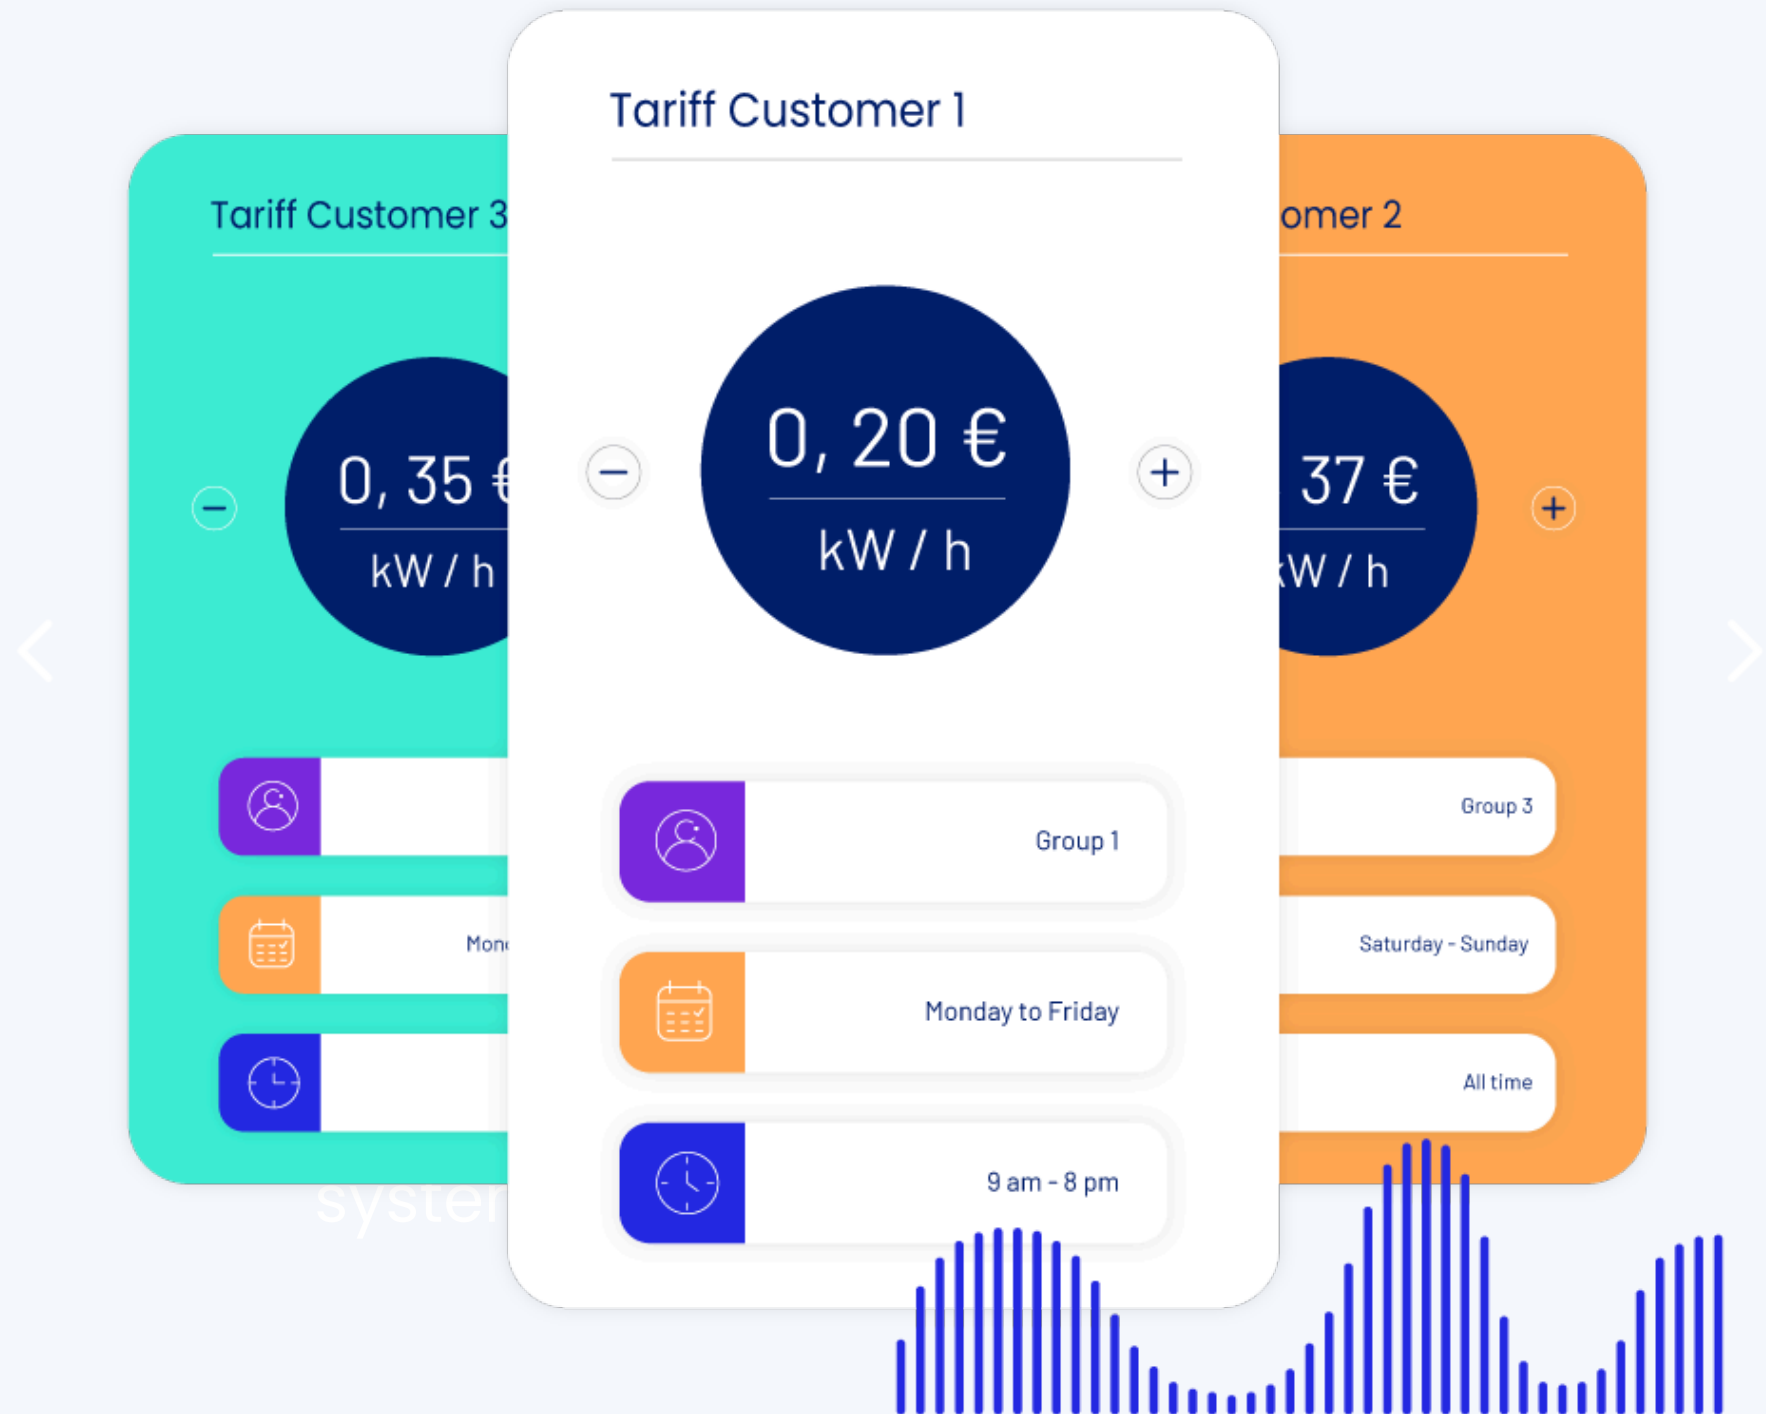 Tariff Customer 1
0, 20 €
kW / h
Group 1
Monday to Friday
9 am - 8 pm
Tariff Customer 3
0, 35 €
kW / h
omer 2
37 €
kW / h
Group 3
Saturday - Sunday
All time